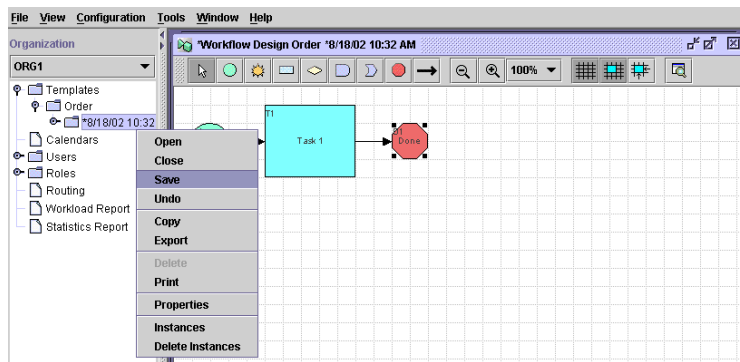 File View Configuration Tools Window Help
Organization
ORG1
Templates
Order
*8/18/02 10:32
Calendars
Users
Roles
Routing
Workload Report
Statistics Report
*Workflow Design Order *8/18/02 10:32 AM
100%
T1
Task 1
Done
Open
Close
Save
Undo
Copy
Export
Delete
Print
Properties
Instances
Delete Instances